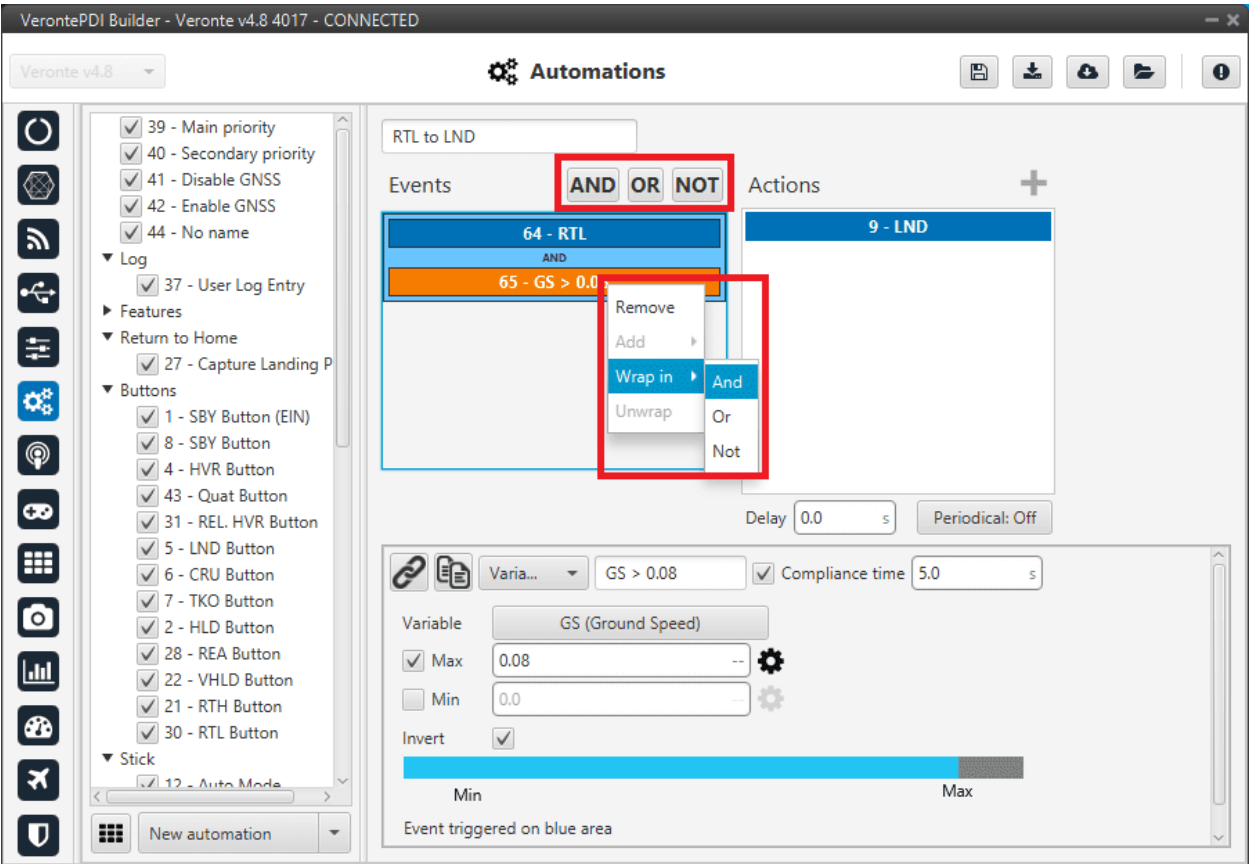 VerontePDI Builder - Veronte v4.8 4017 - CONNECTED
Veronte v4.8
Automations
39 - Main priority
40 - Secondary priority
41 - Disable GNSS
42 - Enable GNSS
44 - No name
Log
37 - User Log Entry
Features
Return to Home
27 - Capture Landing P
Buttons
1 - SBY Button (EIN)
8 - SBY Button
4 - HVR Button
43 - Quat Button
31 - REL. HVR Button
5 - LND Button
6 - CRU Button
7 - TKO Button
2 - HLD Button
28 - REA Button
22 - VHLD Button
21 - RTH Button
30 - RTL Button
Stick
12 - Auto Mode
New automation
RTL to LND
Events AND OR NOT
64 - RTL
AND
65 - GS > 0.0
Remove
Add
Wrap in
Unwrap
And
Or
Not
Actions
9 - LND
Delay 0.0 s Periodical: Off
Varia... GS > 0.08 Compliance time 5.0 s
Variable GS (Ground Speed)
Max 0.08 --
Min 0.0 --
Invert
Min Max
Event triggered on blue area